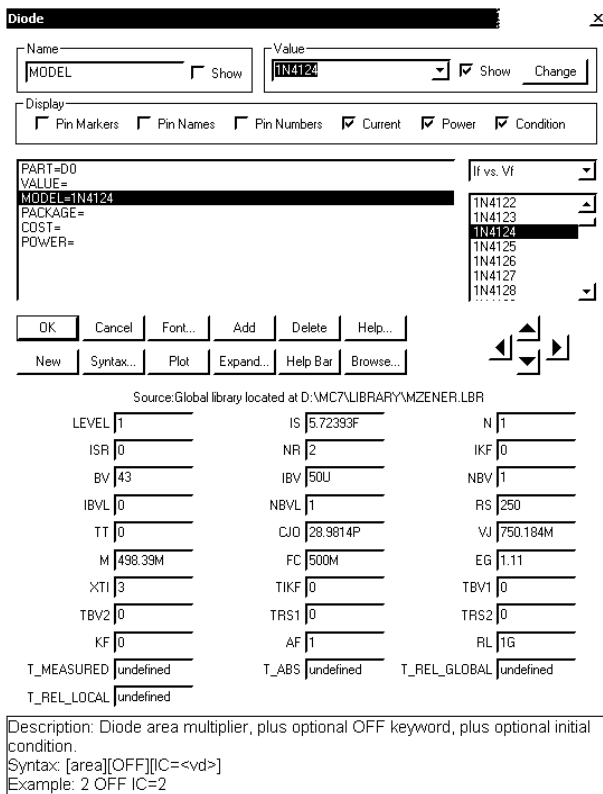 Diode
Name
Value
MODEL Show 1N4124 Show Change
Display
Pin Markers Pin Names Pin Numbers Current Power Condition
PART=D0
VALUE=
MODEL=1N4124
PACKAGE=
COST=
POWER=
If vs. Vf
1N4122
1N4123
1N4124
1N4125
1N4126
1N4127
1N4128
OK Cancel Font... Add Delete Help...
New Syntax... Plot Expand... Help Bar Browse...
Source:Global library located at D:\MC7\LIBRARY\MZENER.LBR
LEVEL 1 IS 5.72393F N 1
ISR 0 NR 2 IKF 0
BV 43 IBV 50U NBV 1
IBVL 0 NBVL 1 RS 250
TT 0 CJO 28.9814P VJ 750.184M
M 498.39M FC 500M EG 1.11
XTI 3 TIKF 0 TBV1 0
TBV2 0 TRS1 0 TRS2 0
KF 0 AF 1 RL 1G
T_MEASURED undefined T_ABS undefined T_REL_GLOBAL undefined
T_REL_LOCAL undefined
Description: Diode area multiplier, plus optional OFF keyword, plus optional initial
condition.
Syntax: [area][OFF][IC=<vd>]
Example: 2 OFF IC=2